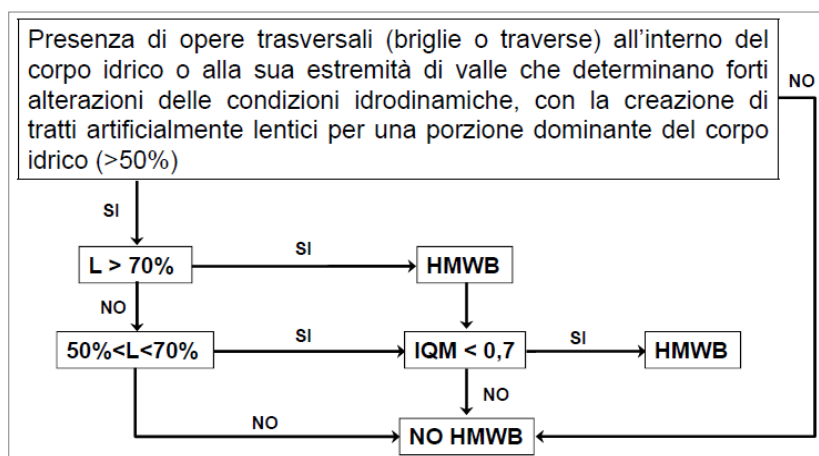 Presenza di opere trasversali (briglie o traverse) all'interno del
corpo idrico o alla sua estremità di valle che determinano forti
alterazioni delle condizioni idrodinamiche, con la creazione di
tratti artificialmente lentici per una porzione dominante del corpo
idrico (>50%)
NO
SI
L > 70%
SI
HMWB
NO
50%<L<70%
SI
IQM < 0,7
SI
HMWB
NO
NO
NO HMWB